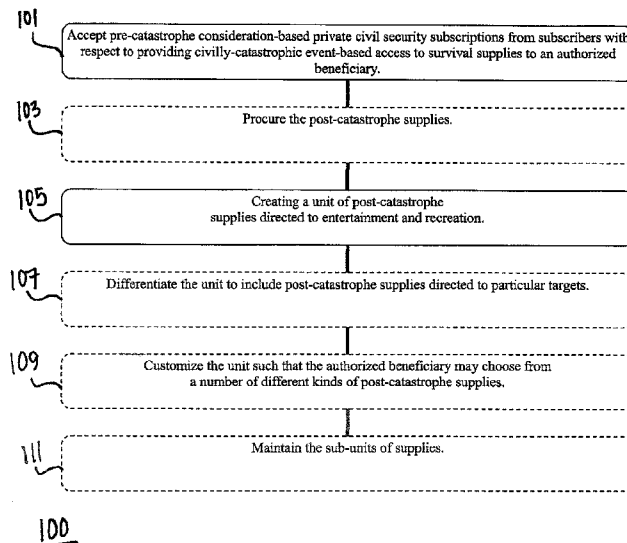 101
Accept pre-catastrophe consideration-based private civil security subscriptions from subscribers with
respect to providing civilly-catastrophic event-based access to survival supplies to an authorized
beneficiary.
103
Procure the post-catastrophe supplies.
105
Creating a unit of post-catastrophe
supplies directed to entertainment and recreation.
107
Differentiate the unit to include post-catastrophe supplies directed to particular targets.
109
Customize the unit such that the authorized beneficiary may choose from
a number of different kinds of post-catastrophe supplies.
111
Maintain the sub-units of supplies.
100